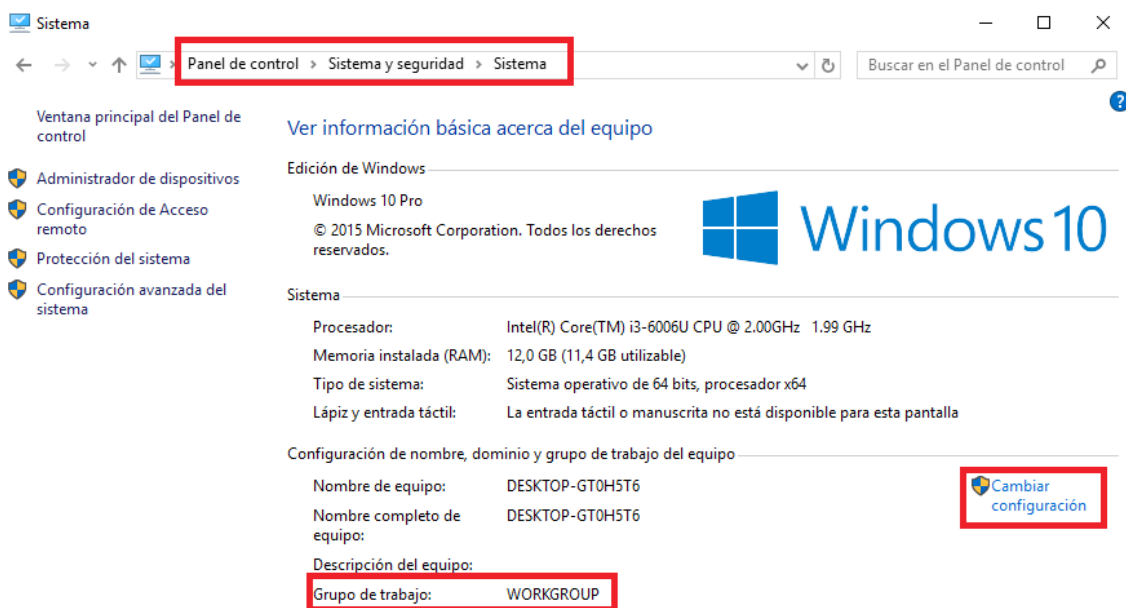 Sistema
Panel de control > Sistema y seguridad > Sistema
Buscar en el Panel de control
?
Ventana principal del Panel de
control
Administrador de dispositivos
Configuración de Acceso
remoto
Protección del sistema
Configuración avanzada del
sistema
Ver información básica acerca del equipo
Edición de Windows
Windows 10 Pro
© 2015 Microsoft Corporation. Todos los derechos
reservados.
Windows 10
Sistema
Procesador: Intel(R) Core(TM) i3-6006U CPU @ 2.00GHz 1.99 GHz
Memoria instalada (RAM): 12,0 GB (11,4 GB utilizable)
Tipo de sistema: Sistema operativo de 64 bits, procesador x64
Lápiz y entrada táctil: La entrada táctil o manuscrita no está disponible para esta pantalla
Configuración de nombre, dominio y grupo de trabajo del equipo
Nombre de equipo: DESKTOP-GT0H5T6
Nombre completo de
equipo: DESKTOP-GT0H5T6
Descripción del equipo:
Grupo de trabajo: WORKGROUP
Cambiar
configuración